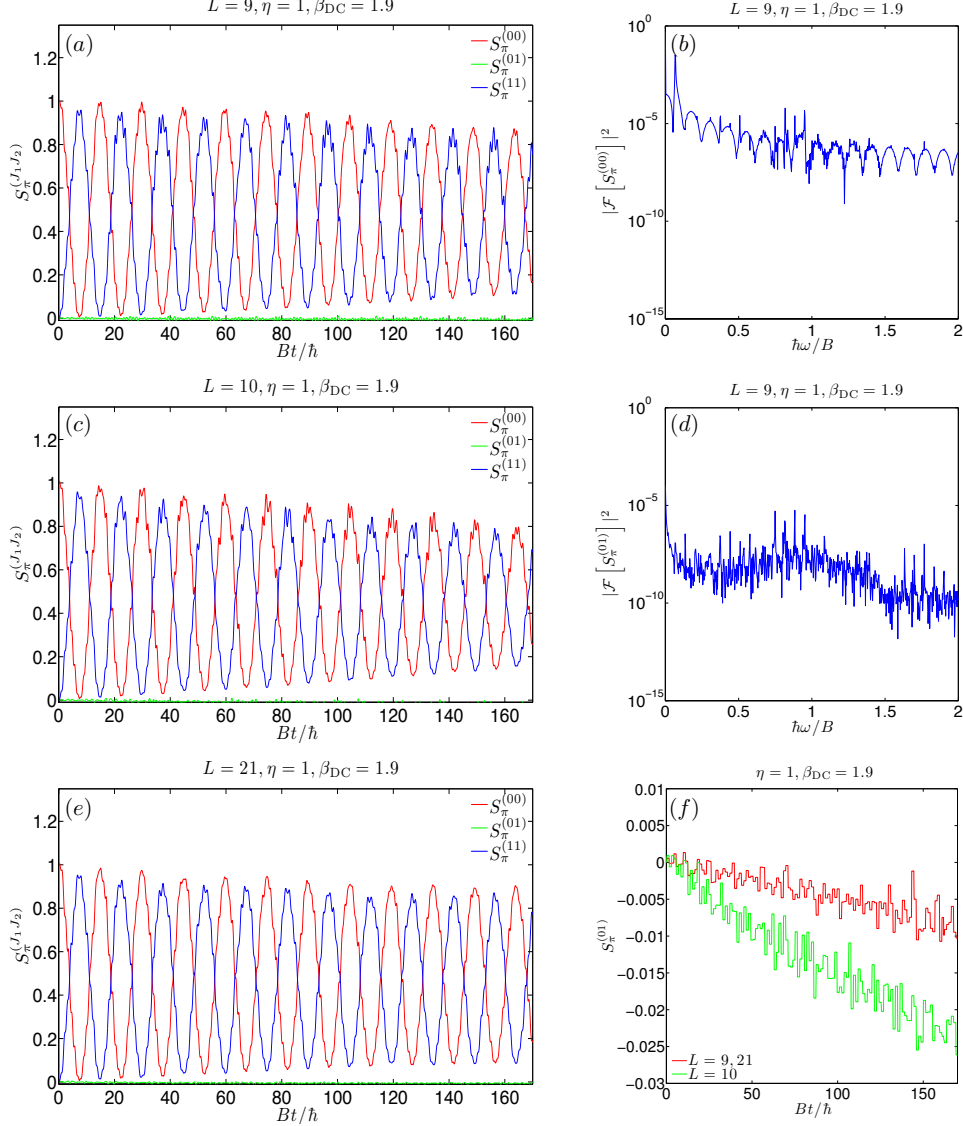 L = 9, η = 1, β_DC = 1.9
(a)
S_π^(00)
S_π^(01)
S_π^(11)
S_π^(J₁J₂)
1.2
1
0.8
0.6
0.4
0.2
0
0 20 40 60 80 100 120 140 160
Bt/ħ
L = 9, η = 1, β_DC = 1.9
(b)
|F[S_π^(00)]|²
10^0
10^−5
10^−10
10^−15
0 0.5 1 1.5 2
ħω/B
L = 10, η = 1, β_DC = 1.9
(c)
S_π^(00)
S_π^(01)
S_π^(11)
S_π^(J₁J₂)
1.2
1
0.8
0.6
0.4
0.2
0
0 20 40 60 80 100 120 140 160
Bt/ħ
L = 9, η = 1, β_DC = 1.9
(d)
|F[S_π^(01)]|²
10^0
10^−5
10^−10
10^−15
0 0.5 1 1.5 2
ħω/B
L = 21, η = 1, β_DC = 1.9
(e)
S_π^(00)
S_π^(01)
S_π^(11)
S_π^(J₁J₂)
1.2
1
0.8
0.6
0.4
0.2
0
0 20 40 60 80 100 120 140 160
Bt/ħ
η = 1, β_DC = 1.9
(f)
S_π^(01)
0.01
0.005
0
−0.005
−0.01
−0.015
−0.02
−0.025
−0.03
L = 9, 21
L = 10
0 50 100 150
Bt/ħ